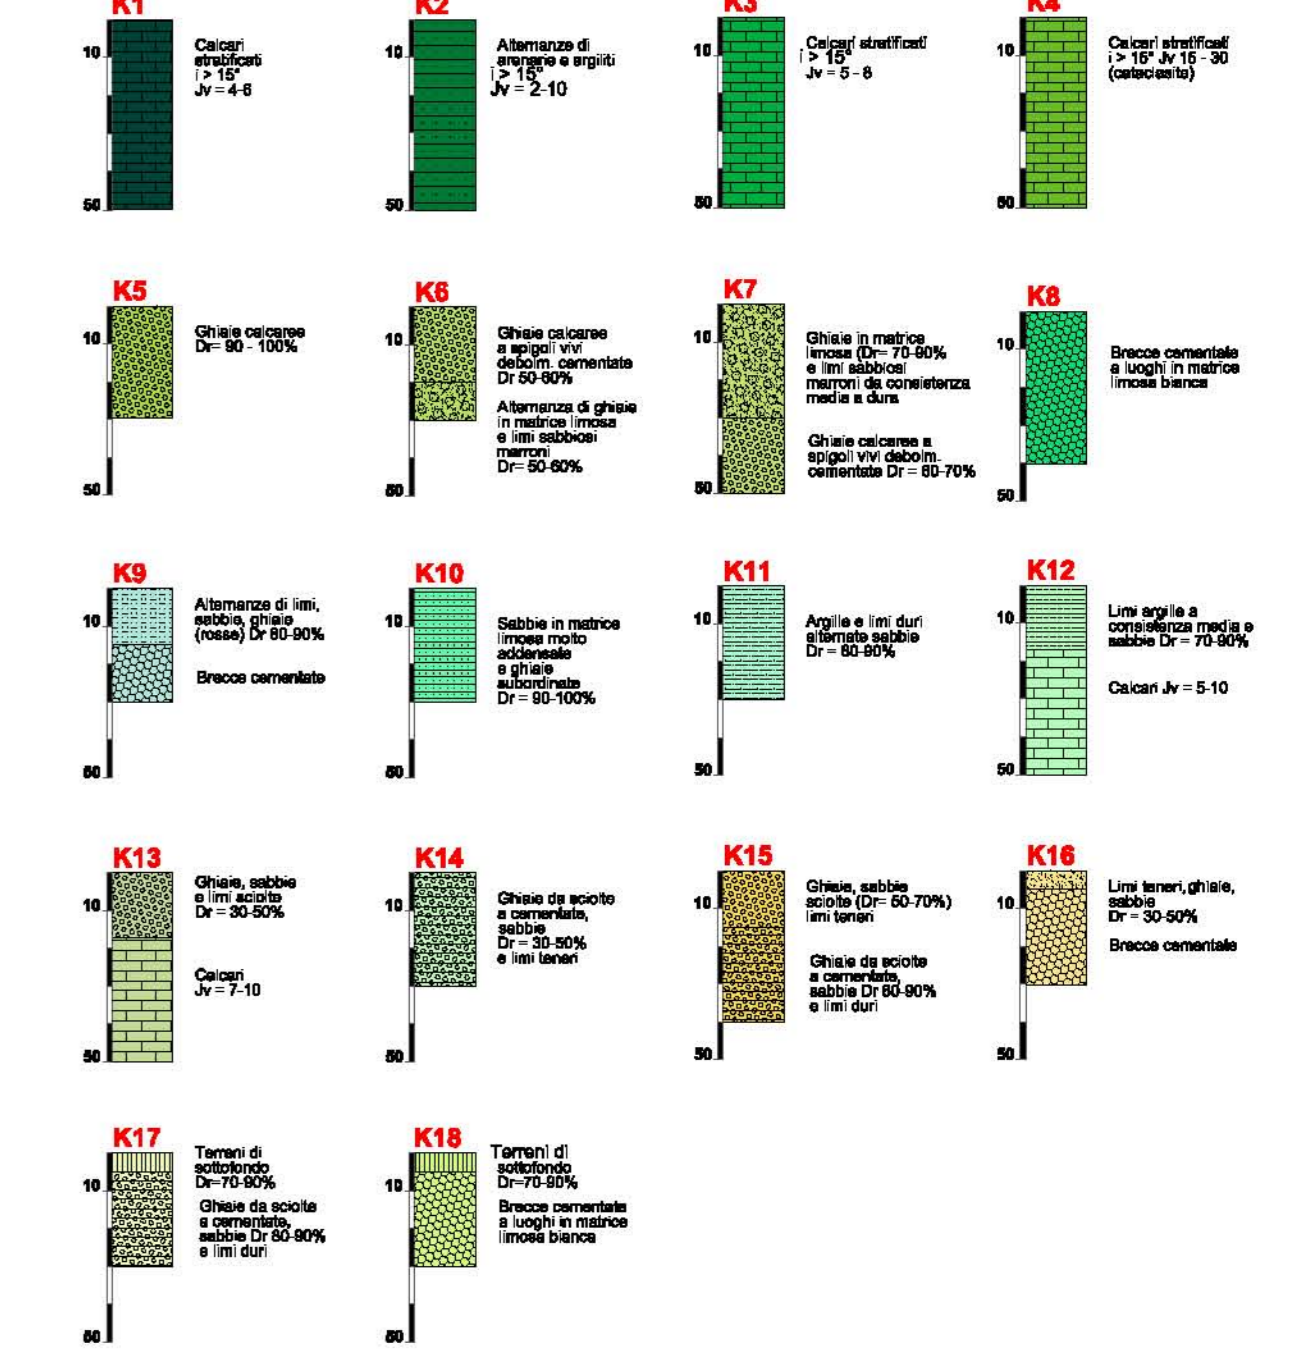 K1
10
50
Calcari
stratificati
i > 15°
Jv = 4-6
K2
10
50
Alternanze di
arenarie e argiliti
i > 15°
Jv = 2-10
K3
10
50
Calcari stratificati
i > 15°
Jv = 5 - 8
K4
10
50
Calcari stratificati
i > 15° Jv 15 - 30
(cataclasite)
K5
10
50
Ghiaie calcaree
Dr= 90 - 100%
K6
10
50
Ghiaie calcaree
a spigoli vivi
debolm. cementate
Dr 50-60%
Alternanza di ghiaie
in matrice limosa
e limi sabbiosi
marroni
Dr= 50-60%
K7
10
50
Ghiaie in matrice
limosa (Dr= 70-90%
e limi sabbiosi
marroni da consistenza
media a dura
Ghiaie calcaree a
spigoli vivi debolm.
cementate Dr = 60-70%
K8
10
50
Brecce cementate
a luoghi in matrice
limosa bianca
K9
10
50
Alternanze di limi,
sabbie, ghiaie
(rosse) Dr 80-90%
Brecce cementate
K10
10
50
Sabbie in matrice
limosa molto
addensate
e ghiaie
subordinate
Dr = 90-100%
K11
10
50
Argille e limi duri
alternate sabbie
Dr = 80-90%
K12
10
50
Limi argille a
consistenza media e
sabbie Dr = 70-90%
Calcari Jv = 5-10
K13
10
50
Ghiaie, sabbie
e limi sciolte
Dr = 30-50%
Calcari
Jv = 7-10
K14
10
50
Ghiaie da sciolte
a cementate,
sabbie
Dr = 30-50%
e limi teneri
K15
10
50
Ghiaie, sabbie
sciolte (Dr= 50-70%)
limi teneri
Ghiaie da sciolte
a cementate,
sabbie Dr 80-90%
e limi duri
K16
10
50
Limi teneri, ghiaie,
sabbie
Dr = 30-50%
Brecce cementate
K17
10
50
Terreni di
sottofondo
Dr=70-90%
Ghiaie da sciolte
a cementate,
sabbie Dr 80-90%
e limi duri
K18
10
50
Terreni di
sottofondo
Dr=70-90%
Brecce cementate
a luoghi in matrice
limosa bianca